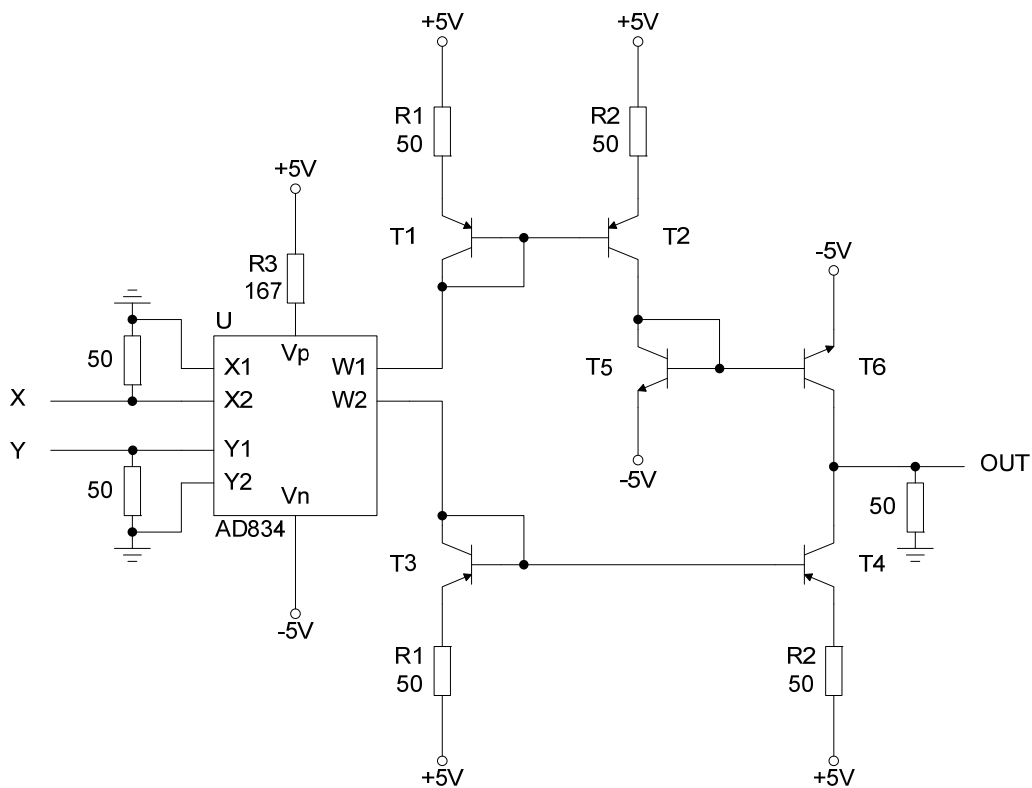 +5V
+5V
R1
50
R2
50
+5V
T1
T2
-5V
R3
167
U
50
Vp
X1
W1
T5
T6
X
X2
W2
Y
Y1
OUT
50
Y2
-5V
50
Vn
AD834
T3
T4
-5V
R1
50
R2
50
+5V
+5V